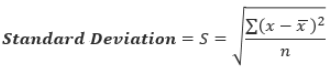 Standard Deviation = S = √(∑(x − x̅)² / n)